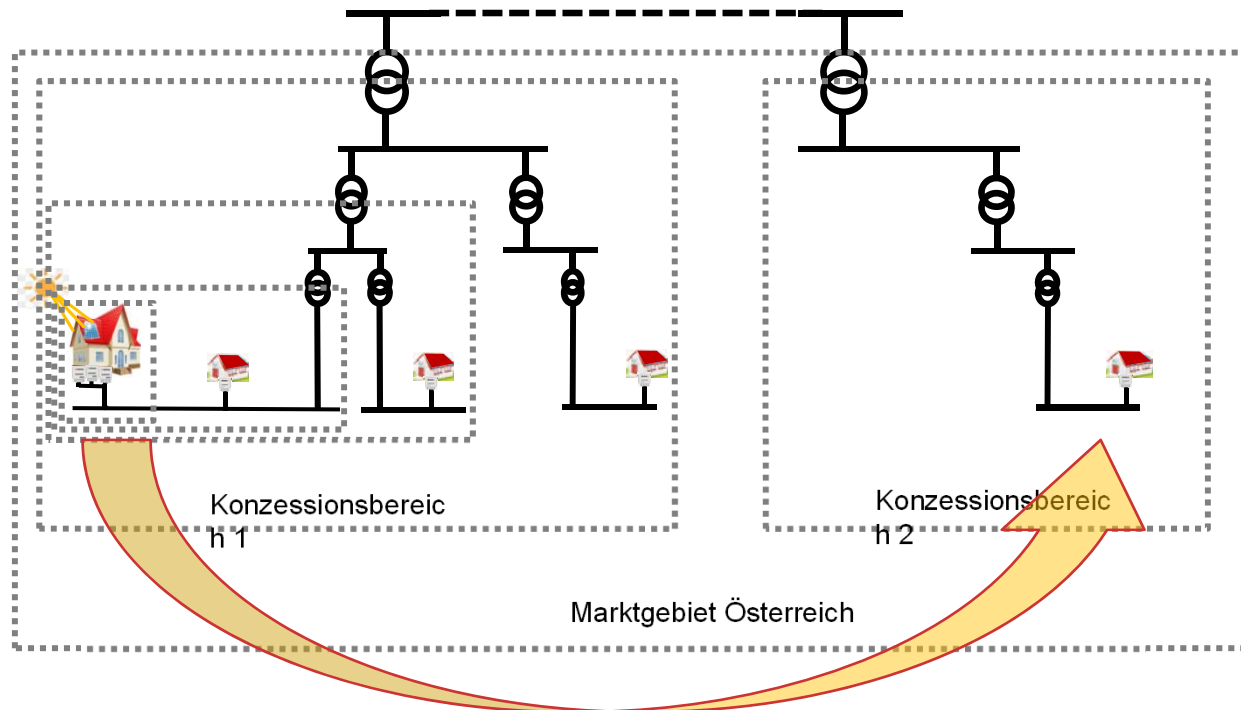 Konzessionsbereic
h 1
Konzessionsbereic
h 2
Marktgebiet Österreich